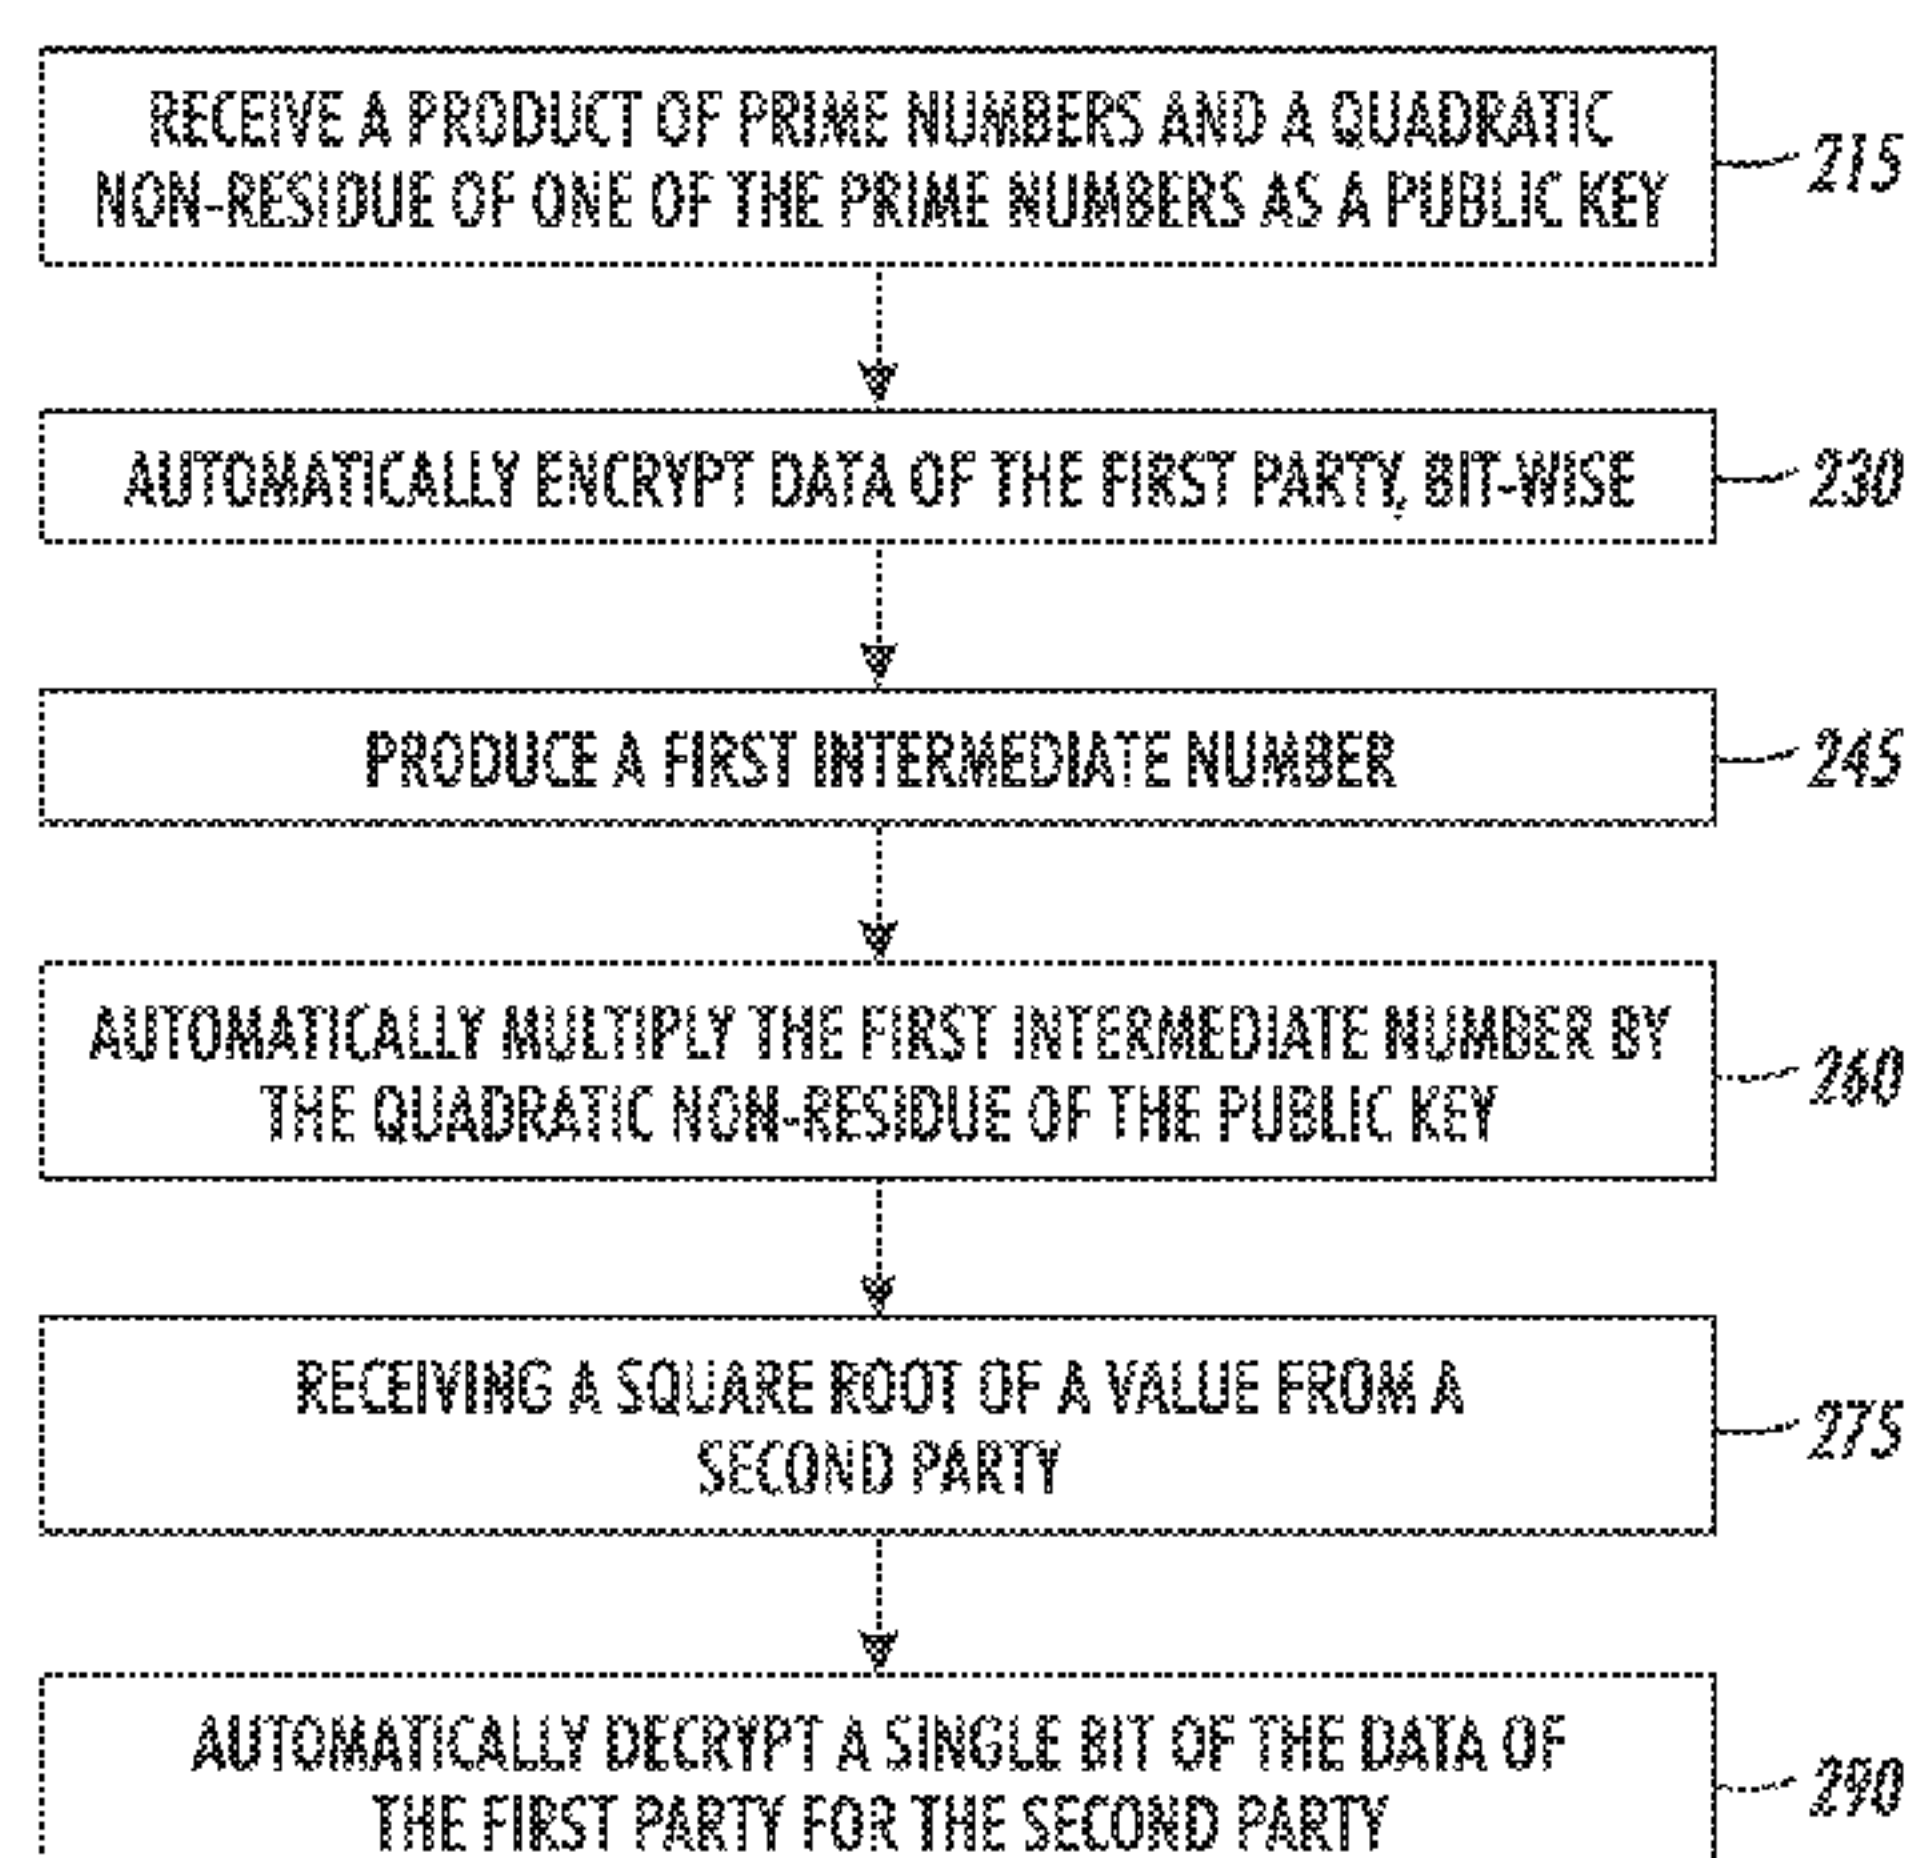 RECEIVE A PRODUCT OF PRIME NUMBERS AND A QUADRATIC
NON-RESIDUE OF ONE OF THE PRIME NUMBERS AS A PUBLIC KEY
215
AUTOMATICALLY ENCRYPT DATA OF THE FIRST PARTY, BIT-WISE
230
PRODUCE A FIRST INTERMEDIATE NUMBER
245
AUTOMATICALLY MULTIPLY THE FIRST INTERMEDIATE NUMBER BY
THE QUADRATIC NON-RESIDUE OF THE PUBLIC KEY
260
RECEIVING A SQUARE ROOT OF A VALUE FROM A
SECOND PARTY
275
AUTOMATICALLY DECRYPT A SINGLE BIT OF THE DATA OF
THE FIRST PARTY FOR THE SECOND PARTY
290